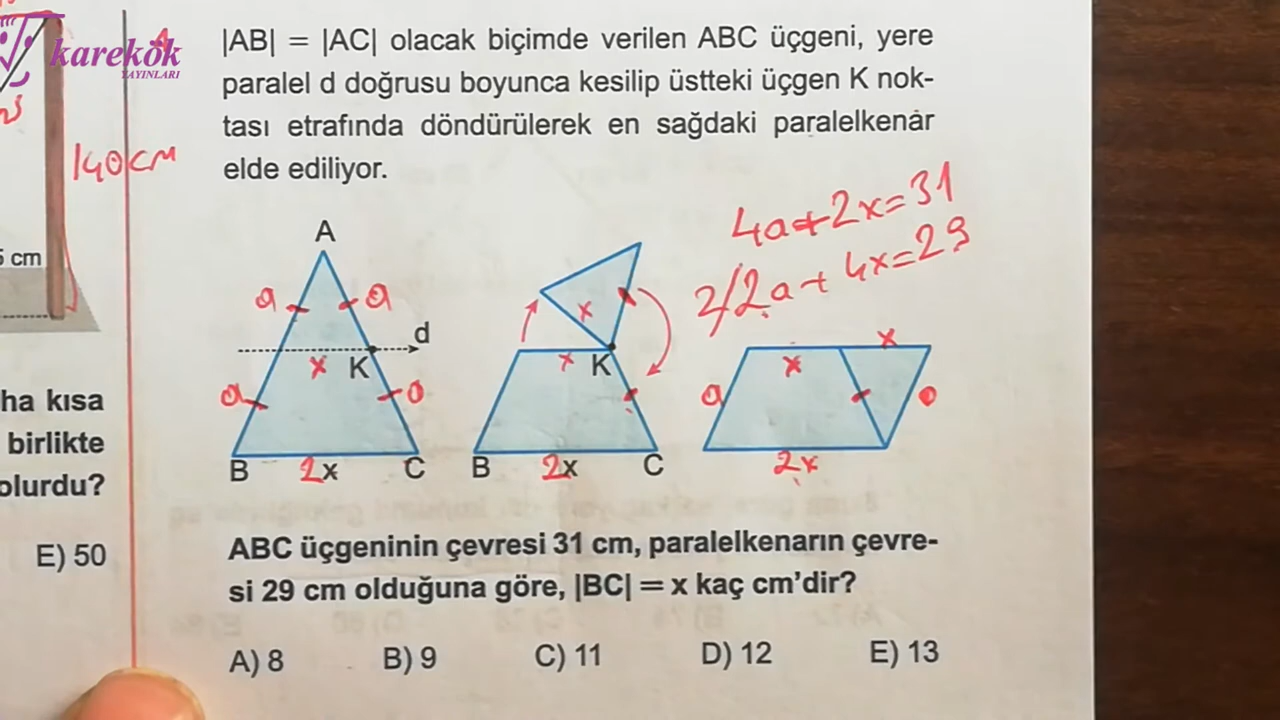 karekök
YAYINLARI
140cm
5 cm
ha kısa
birlikte
olurdu?
E) 50
|AB| = |AC| olacak biçimde verilen ABC üçgeni, yere
paralel d doğrusu boyunca kesilip üstteki üçgen K nok-
tası etrafında döndürülerek en sağdaki paralelkenar
elde ediliyor.
4a+2x=31
2/2a+4x=29
A
a a
d
x K
a a
B 2x C
x
x K
B 2x C
x
x
a a
2x
ABC üçgeninin çevresi 31 cm, paralelkenarın çevre-
si 29 cm olduğuna göre, |BC| = x kaç cm'dir?
A) 8 B) 9 C) 11 D) 12 E) 13